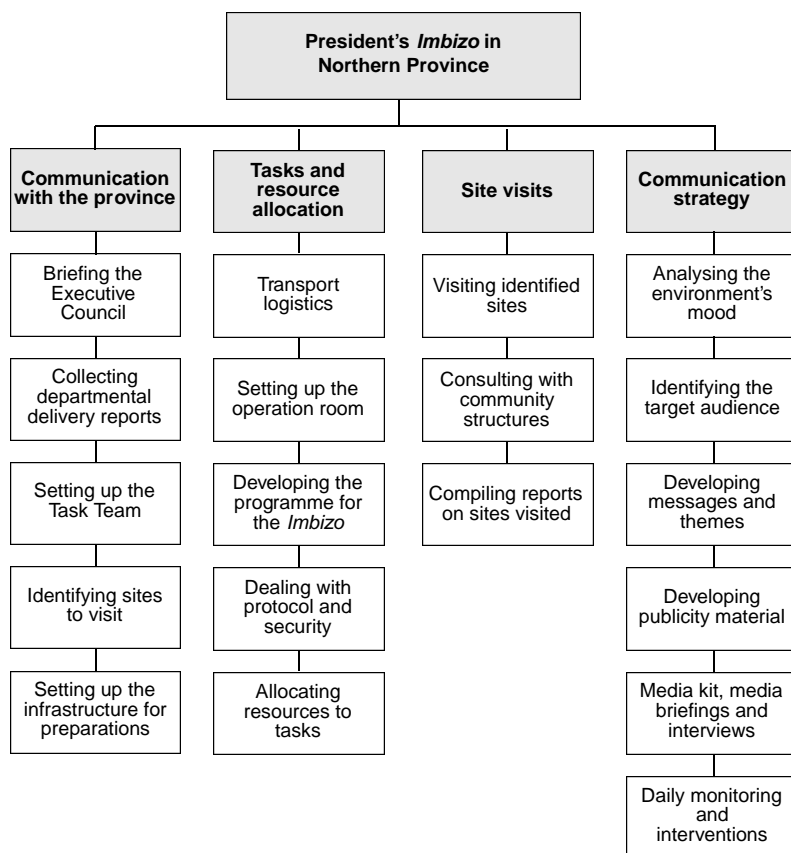 President's Imbizo in
Northern Province
Communication
with the province
Briefing the
Executive
Council
Collecting
departmental
delivery reports
Setting up the
Task Team
Identifying sites
to visit
Setting up the
infrastructure for
preparations
Tasks and
resource
allocation
Transport
logistics
Setting up the
operation room
Developing the
programme for
the Imbizo
Dealing with
protocol and
security
Allocating
resources to
tasks
Site visits
Visiting identified
sites
Consulting with
community
structures
Compiling reports
on sites visited
Communication
strategy
Analysing the
environment's
mood
Identifying the
target audience
Developing
messages and
themes
Developing
publicity material
Media kit, media
briefings and
interviews
Daily monitoring
and
interventions